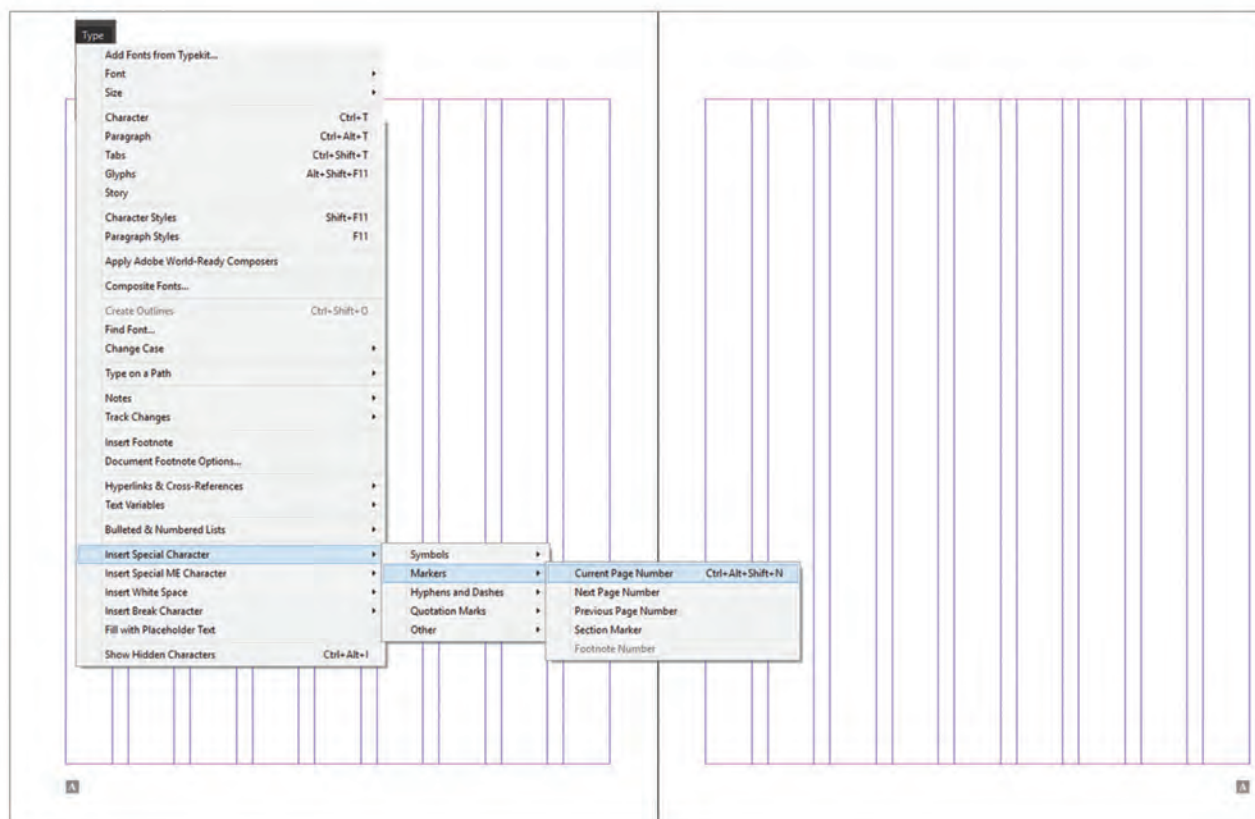 Type
Add Fonts from Typekit...
Font
Size
Character Ctrl+T
Paragraph Ctrl+Alt+T
Tabs Ctrl+Shift+T
Glyphs Alt+Shift+F11
Story
Character Styles Shift+F11
Paragraph Styles F11
Apply Adobe World-Ready Composers
Composite Fonts...
Create Outlines Ctrl+Shift+O
Find Font...
Change Case
Type on a Path
Notes
Track Changes
Insert Footnote
Document Footnote Options...
Hyperlinks & Cross-References
Text Variables
Bulleted & Numbered Lists
Insert Special Character
Insert Special ME Character
Insert White Space
Insert Break Character
Fill with Placeholder Text
Show Hidden Characters Ctrl+Alt+I
Symbols
Markers
Hyphens and Dashes
Quotation Marks
Other
Current Page Number Ctrl+Alt+Shift+N
Next Page Number
Previous Page Number
Section Marker
Footnote Number
A
A